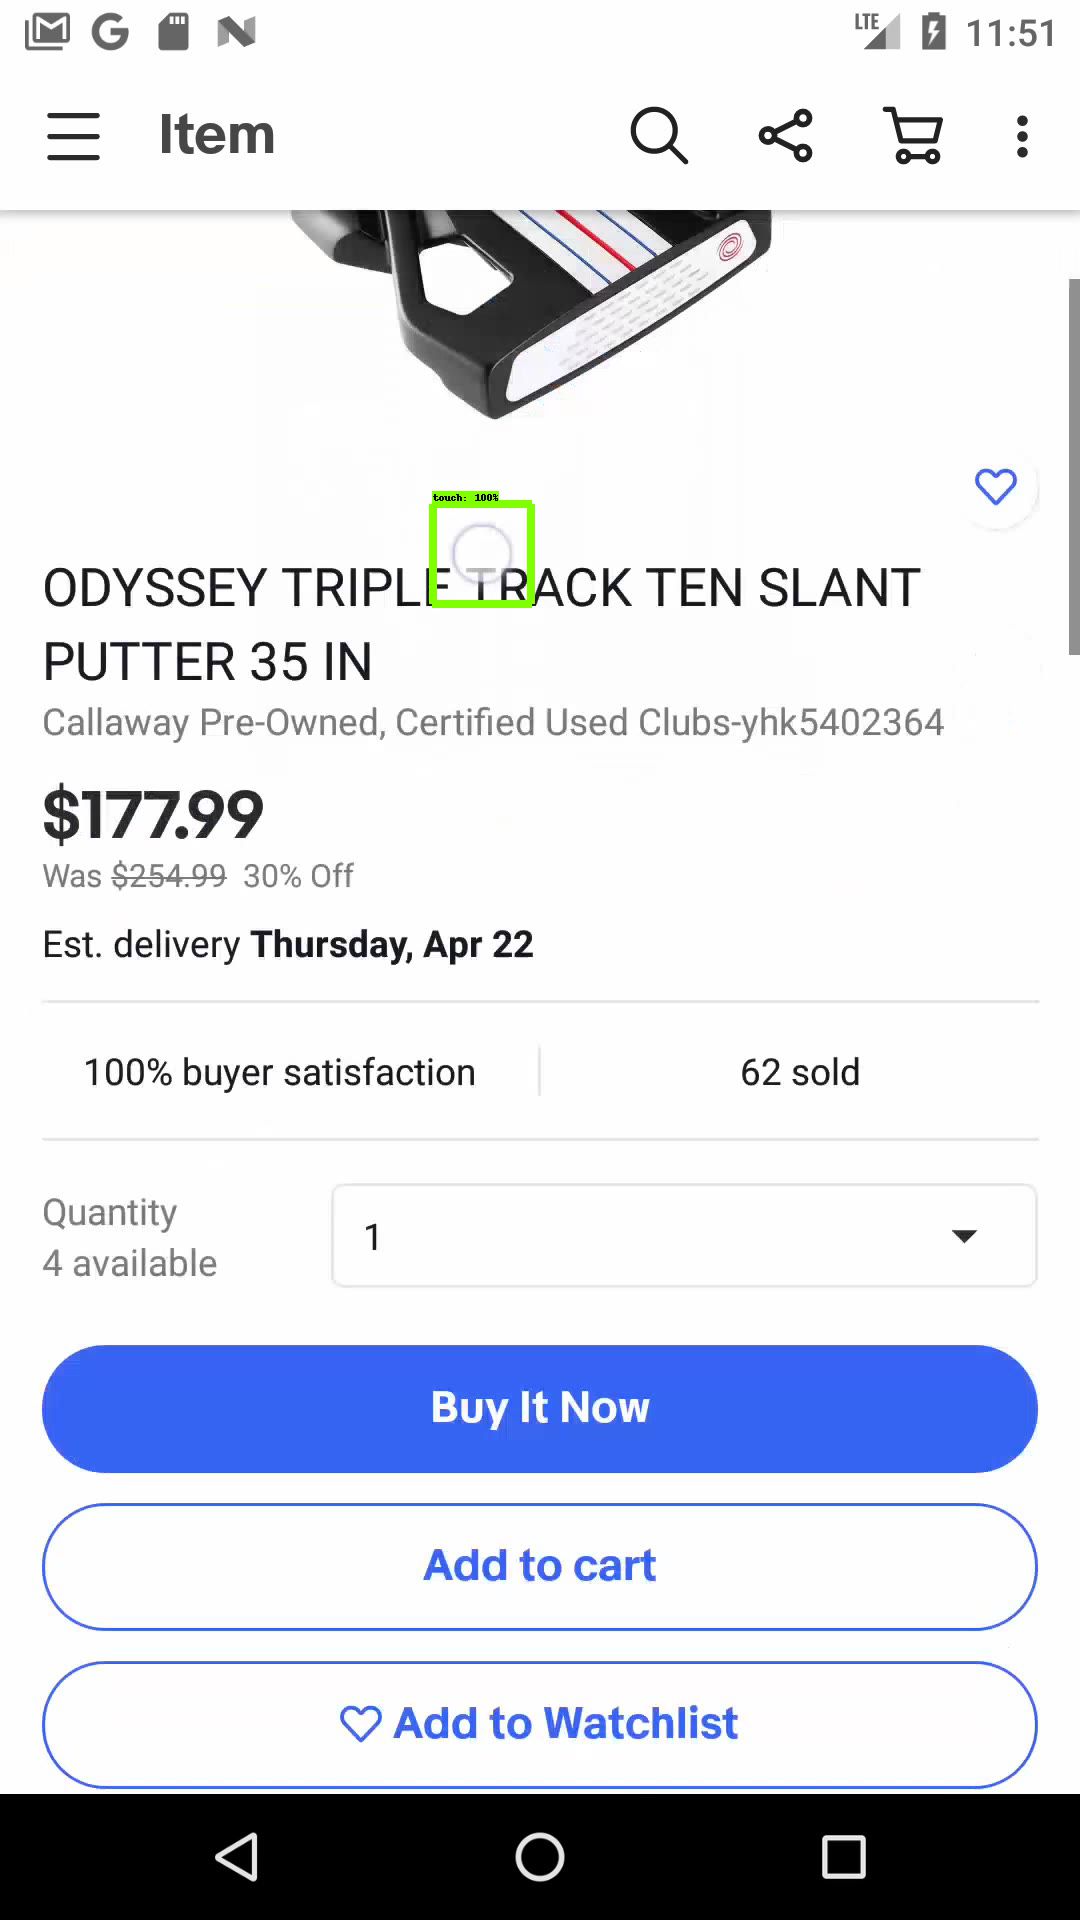 LTE 11:51
Item
touch: 100%
ODYSSEY TRIPLE TRACK TEN SLANT
PUTTER 35 IN
Callaway Pre-Owned, Certified Used Clubs-yhk5402364
$177.99
Was $254.99 30% Off
Est. delivery Thursday, Apr 22
100% buyer satisfaction
62 sold
Quantity
4 available
1
Buy It Now
Add to cart
Add to Watchlist